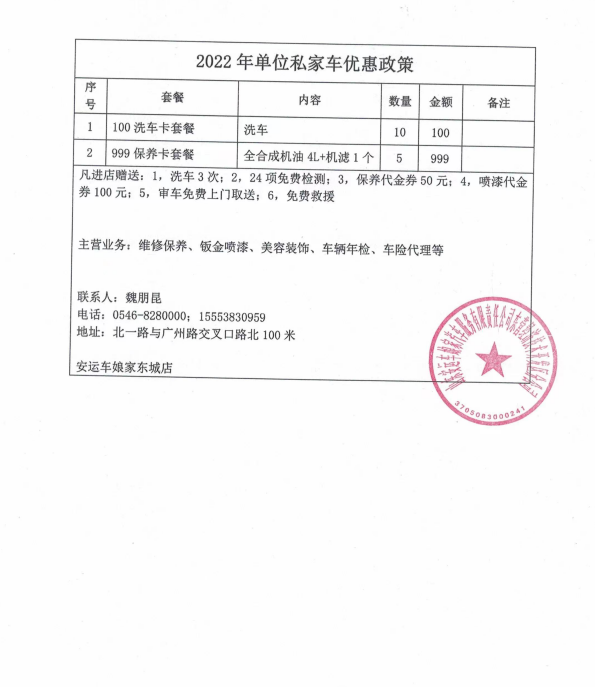 2022 年单位私家车优惠政策
序号 套餐 内容 数量 金额 备注
1 100 洗车卡套餐 洗车 10 100
2 999 保养卡套餐 全合成机油 4L+机滤 1 个 5 999
凡进店赠送：1，洗车 3 次；2，24 项免费检测；3，保养代金券 50 元；4，喷漆代金
券 100 元；5，审车免费上门取送；6，免费救援
主营业务：维修保养、钣金喷漆、美容装饰、车辆年检、车险代理等
联系人：魏朋昆
电话：0546-8280000；15553830959
地址：北一路与广州路交叉口路北 100 米
安运车娘家东城店
3705083000241